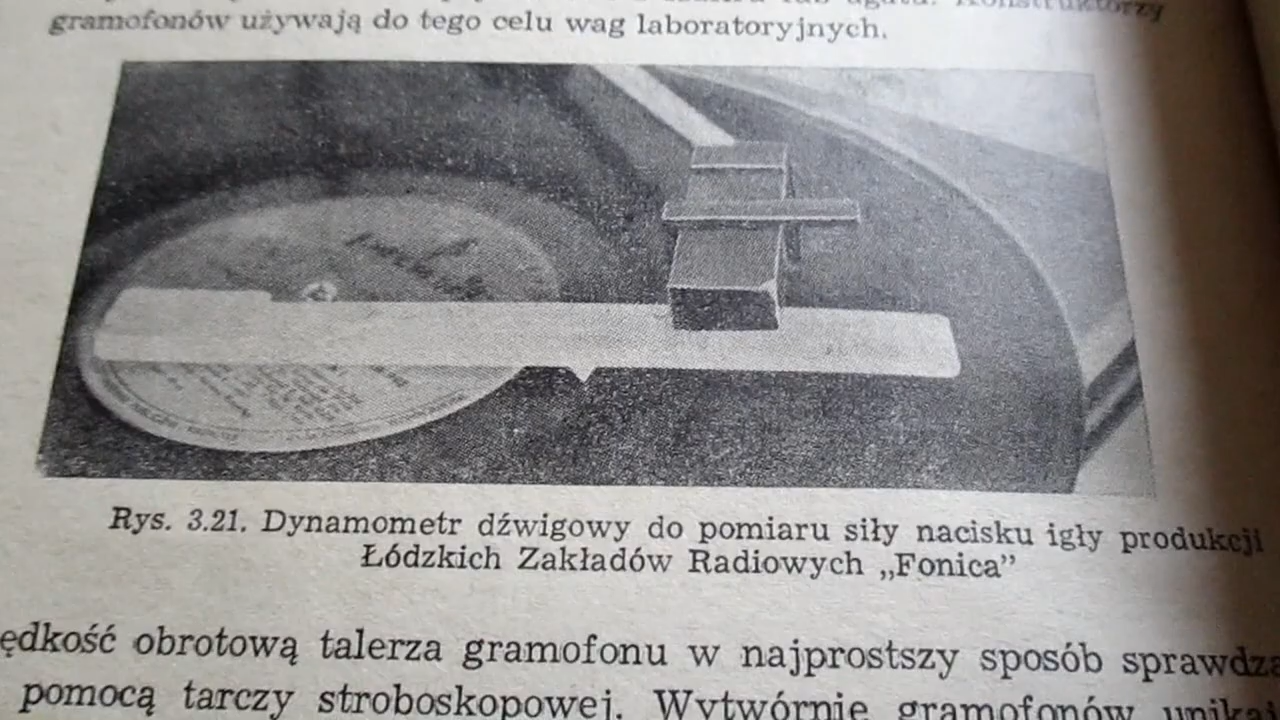 gramofonów używają do tego celu wag laboratoryjnych.
Rys. 3.21. Dynamometr dźwigowy do pomiaru siły nacisku igły produkcji
Łódzkich Zakładów Radiowych „Fonica”
ędkość obrotową talerza gramofonu w najprostszy sposób sprawdza
pomocą tarczy stroboskopowej. Wytwórnie gramofonów unikaj